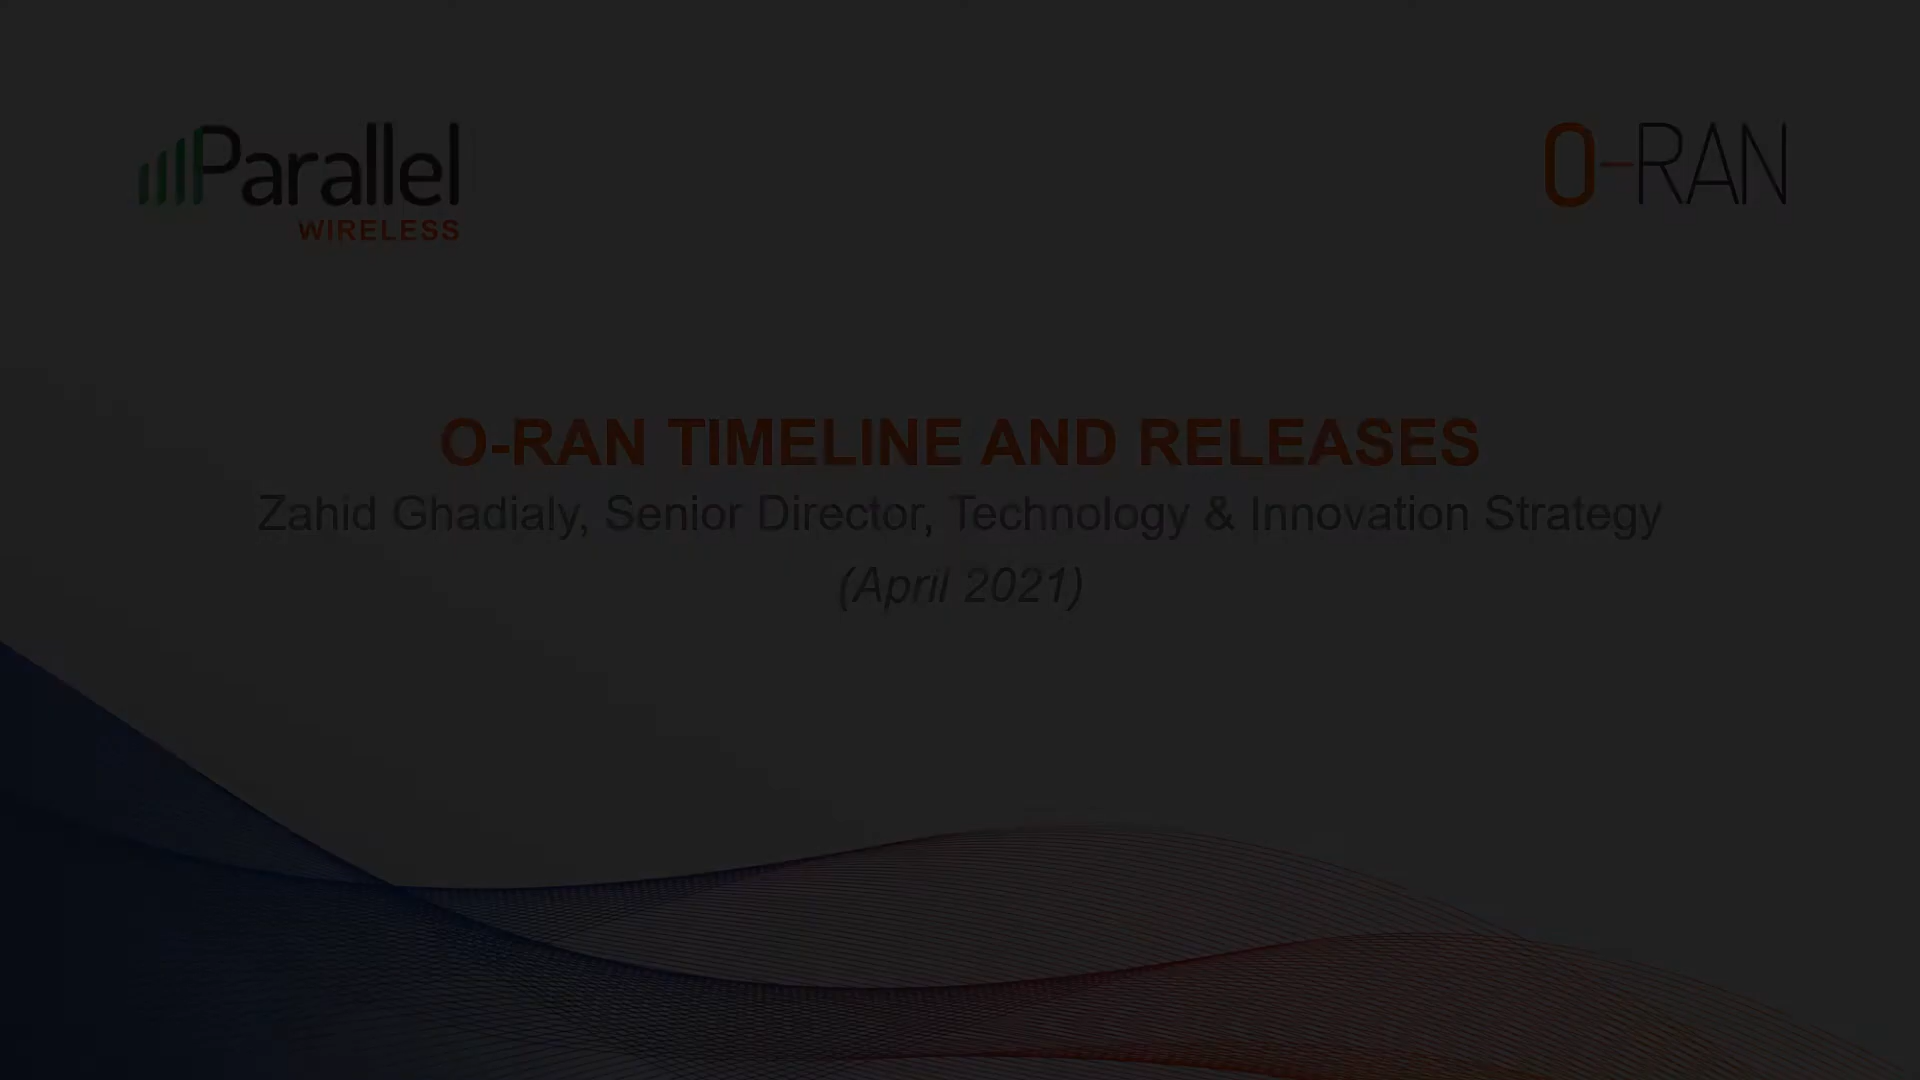 Parallel
WIRELESS
O-RAN
O-RAN TIMELINE AND RELEASES
Zahid Ghadialy, Senior Director, Technology & Innovation Strategy
(April 2021)